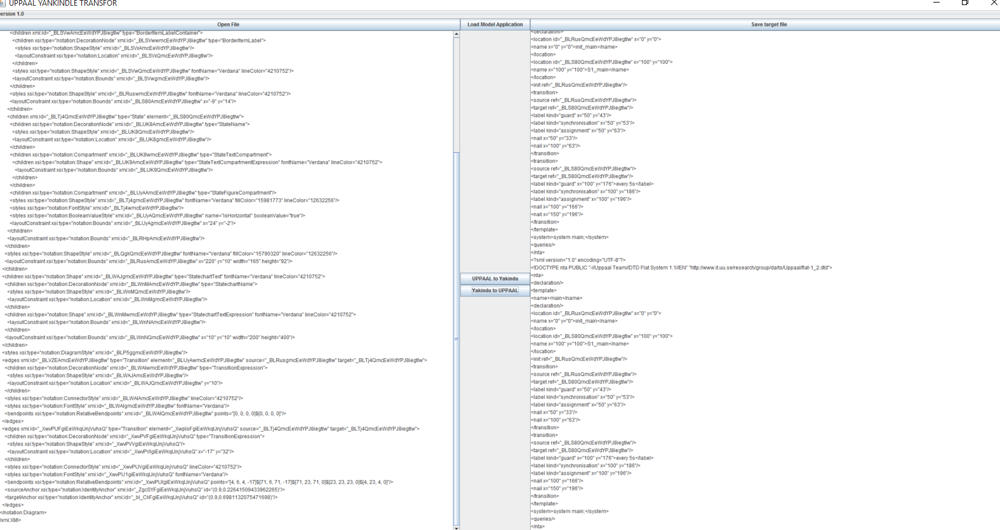 UPPAAL YANKINDLE TRANSFOR
ersion 1.0
Open File
<children xmi:id="_BLSVwAmcEeWdYPJ8iegtlw" type="BorderItemLabelContainer">
<children xsi:type="notation:DecorationNode" xmi:id="_BLSVwwmcEeWdYPJ8iegtlw" type="BorderItemLabel">
<styles xsi:type="notation:ShapeStyle" xmi:id="_BLSVxAmcEeWdYPJ8iegtlw"/>
<layoutConstraint xsi:type="notation:Location" xmi:id="_BLSVxQmcEeWdYPJ8iegtlw"/>
</children>
<styles xsi:type="notation:ShapeStyle" xmi:id="_BLSVwQmcEeWdYPJ8iegtlw" fontName="Verdana" lineColor="4210752"/>
<layoutConstraint xsi:type="notation:Bounds" xmi:id="_BLSVwgmcEeWdYPJ8iegtlw"/>
</children>
<styles xsi:type="notation:ShapeStyle" xmi:id="_BLRuswmcEeWdYPJ8iegtlw" fontName="Verdana" lineColor="4210752"/>
<layoutConstraint xsi:type="notation:Bounds" xmi:id="_BLS80AmcEeWdYPJ8iegtlw" x="-9" y="14"/>
</children>
<children xmi:id="_BLTj4QmcEeWdYPJ8iegtlw" type="State" element="_BLS80QmcEeWdYPJ8iegtlw">
<children xsi:type="notation:DecorationNode" xmi:id="_BLUK8AmcEeWdYPJ8iegtlw" type="StateName">
<styles xsi:type="notation:ShapeStyle" xmi:id="_BLUK8QmcEeWdYPJ8iegtlw"/>
<layoutConstraint xsi:type="notation:Location" xmi:id="_BLUK8gmcEeWdYPJ8iegtlw"/>
</children>
<children xsi:type="notation:Compartment" xmi:id="_BLUK8wmcEeWdYPJ8iegtlw" type="StateTextCompartment">
<children xsi:type="notation:Shape" xmi:id="_BLUK9AmcEeWdYPJ8iegtlw" type="StateTextCompartmentExpression" fontName="Verdana" lineColor="4210752">
<layoutConstraint xsi:type="notation:Bounds" xmi:id="_BLUK9QmcEeWdYPJ8iegtlw"/>
</children>
</children>
<children xsi:type="notation:Compartment" xmi:id="_BLUyAAmcEeWdYPJ8iegtlw" type="StateFigureCompartment"/>
<styles xsi:type="notation:ShapeStyle" xmi:id="_BLTj4gmcEeWdYPJ8iegtlw" fontName="Verdana" fillColor="15981773" lineColor="12632256"/>
<styles xsi:type="notation:FontStyle" xmi:id="_BLTj4wmcEeWdYPJ8iegtlw"/>
<styles xsi:type="notation:BooleanValueStyle" xmi:id="_BLUyAQmcEeWdYPJ8iegtlw" name="isHorizontal" booleanValue="true"/>
<layoutConstraint xsi:type="notation:Bounds" xmi:id="_BLUyAgmcEeWdYPJ8iegtlw" x="24" y="-2"/>
</children>
<layoutConstraint xsi:type="notation:Bounds" xmi:id="_BLRHpAmcEeWdYPJ8iegtlw"/>
</children>
<styles xsi:type="notation:ShapeStyle" xmi:id="_BLQgkQmcEeWdYPJ8iegtlw" fontName="Verdana" fillColor="15790320" lineColor="12632256"/>
<layoutConstraint xsi:type="notation:Bounds" xmi:id="_BLRusAmcEeWdYPJ8iegtlw" x="220" y="10" width="165" height="92"/>
</children>
<children xsi:type="notation:Shape" xmi:id="_BLWAJgmcEeWdYPJ8iegtlw" type="StatechartText" fontName="Verdana" lineColor="4210752">
<children xsi:type="notation:DecorationNode" xmi:id="_BLWnMAmcEeWdYPJ8iegtlw" type="StatechartName">
<styles xsi:type="notation:ShapeStyle" xmi:id="_BLWnMQmcEeWdYPJ8iegtlw"/>
<layoutConstraint xsi:type="notation:Location" xmi:id="_BLWnMgmcEeWdYPJ8iegtlw"/>
</children>
<children xsi:type="notation:Shape" xmi:id="_BLWnMwmcEeWdYPJ8iegtlw" type="StatechartTextExpression" fontName="Verdana" lineColor="4210752">
<layoutConstraint xsi:type="notation:Bounds" xmi:id="_BLWnNAmcEeWdYPJ8iegtlw"/>
</children>
<layoutConstraint xsi:type="notation:Bounds" xmi:id="_BLWnNQmcEeWdYPJ8iegtlw" x="10" y="10" width="200" height="400"/>
</children>
<styles xsi:type="notation:DiagramStyle" xmi:id="_BLP5ggmcEeWdYPJ8iegtlw"/>
<edges xmi:id="_BLVZEAmcEeWdYPJ8iegtlw" type="Transition" element="_BLUyAwmcEeWdYPJ8iegtlw" source="_BLRusgmcEeWdYPJ8iegtlw" target="_BLTj4QmcEeWdYPJ8iegtlw">
<children xsi:type="notation:DecorationNode" xmi:id="_BLWAIwmcEeWdYPJ8iegtlw" type="TransitionExpression">
<styles xsi:type="notation:ShapeStyle" xmi:id="_BLWAJAmcEeWdYPJ8iegtlw"/>
<layoutConstraint xsi:type="notation:Location" xmi:id="_BLWAJQmcEeWdYPJ8iegtlw" y="10"/>
</children>
<styles xsi:type="notation:ConnectorStyle" xmi:id="_BLWAIAmcEeWdYPJ8iegtlw" lineColor="4210752"/>
<styles xsi:type="notation:FontStyle" xmi:id="_BLWAIgmcEeWdYPJ8iegtlw" fontName="Verdana"/>
<bendpoints xsi:type="notation:RelativeBendpoints" xmi:id="_BLWAIQmcEeWdYPJ8iegtlw" points="[0, 0, 0, 0]$[0, 0, 0, 0]"/>
</edges>
<edges xmi:id="_XwvPUFgiEeWkqIJnjVuhsQ" type="Transition" element="_XwpIsFgiEeWkqIJnjVuhsQ" source="_BLTj4QmcEeWdYPJ8iegtlw" target="_BLTj4QmcEeWdYPJ8iegtlw">
<children xsi:type="notation:DecorationNode" xmi:id="_XwvPVFgiEeWkqIJnjVuhsQ" type="TransitionExpression">
<styles xsi:type="notation:ShapeStyle" xmi:id="_XwvPVVgiEeWkqIJnjVuhsQ"/>
<layoutConstraint xsi:type="notation:Location" xmi:id="_XwvPVlgiEeWkqIJnjVuhsQ" x="-17" y="32"/>
</children>
<styles xsi:type="notation:ConnectorStyle" xmi:id="_XwvPUVgiEeWkqIJnjVuhsQ" lineColor="4210752"/>
<styles xsi:type="notation:FontStyle" xmi:id="_XwvPU1giEeWkqIJnjVuhsQ" fontName="Verdana"/>
<bendpoints xsi:type="notation:RelativeBendpoints" xmi:id="_XwvPUlgiEeWkqIJnjVuhsQ" points="[4, 6, 4, -17]$[71, 6, 71, -17]$[71, 23, 71, 0]$[23, 23, 23, 0]$[4, 23, 4, 0]"/>
<sourceAnchor xsi:type="notation:IdentityAnchor" xmi:id="_ZgcSYFgiEeWkqIJnjVuhsQ" id="(0.9,0.22641509433962265)"/>
<targetAnchor xsi:type="notation:IdentityAnchor" xmi:id="_bl_CkFgiEeWkqIJnjVuhsQ" id="(0.9,0.6981132075471698)"/>
</edges>
</notation:Diagram>
/xmi:XMI>
Load Model Application
UPPAAL to Yakindu
Yakindu to UPPAAL
Save target file
<declaration/>
<location id="_BLRusQmcEeWdYPJ8iegtlw" x="0" y="0">
<name x="0" y="0">init_main</name>
</location>
<location id="_BLS80QmcEeWdYPJ8iegtlw" x="100" y="100">
<name x="100" y="100">S1_main</name>
</location>
<init ref="_BLRusQmcEeWdYPJ8iegtlw"/>
<transition>
<source ref="_BLRusQmcEeWdYPJ8iegtlw"/>
<target ref="_BLS80QmcEeWdYPJ8iegtlw"/>
<label kind="guard" x="50" y="43"/>
<label kind="synchronisation" x="50" y="53"/>
<label kind="assignment" x="50" y="63"/>
<nail x="50" y="33"/>
<nail x="100" y="63"/>
</transition>
<transition>
<source ref="_BLS80QmcEeWdYPJ8iegtlw"/>
<target ref="_BLS80QmcEeWdYPJ8iegtlw"/>
<label kind="guard" x="100" y="176">every 5s</label>
<label kind="synchronisation" x="100" y="186"/>
<label kind="assignment" x="100" y="196"/>
<nail x="100" y="166"/>
<nail x="150" y="196"/>
</transition>
</template>
<system>system main;</system>
<queries/>
</nta>
<?xml version="1.0" encoding="UTF-8"?>
<!DOCTYPE nta PUBLIC "-//Uppaal Team//DTD Flat System 1.1//EN" "http://www.it.uu.se/research/group/darts/Uppaal/flat-1_2.dtd">
<nta>
<declaration/>
<template>
<name>main</name>
<declaration/>
<location id="_BLRusQmcEeWdYPJ8iegtlw" x="0" y="0">
<name x="0" y="0">init_main</name>
</location>
<location id="_BLS80QmcEeWdYPJ8iegtlw" x="100" y="100">
<name x="100" y="100">S1_main</name>
</location>
<init ref="_BLRusQmcEeWdYPJ8iegtlw"/>
<transition>
<source ref="_BLRusQmcEeWdYPJ8iegtlw"/>
<target ref="_BLS80QmcEeWdYPJ8iegtlw"/>
<label kind="guard" x="50" y="43"/>
<label kind="synchronisation" x="50" y="53"/>
<label kind="assignment" x="50" y="63"/>
<nail x="50" y="33"/>
<nail x="100" y="63"/>
</transition>
<transition>
<source ref="_BLS80QmcEeWdYPJ8iegtlw"/>
<target ref="_BLS80QmcEeWdYPJ8iegtlw"/>
<label kind="guard" x="100" y="176">every 5s</label>
<label kind="synchronisation" x="100" y="186"/>
<label kind="assignment" x="100" y="196"/>
<nail x="100" y="166"/>
<nail x="150" y="196"/>
</transition>
</template>
<system>system main;</system>
<queries/>
</nta>